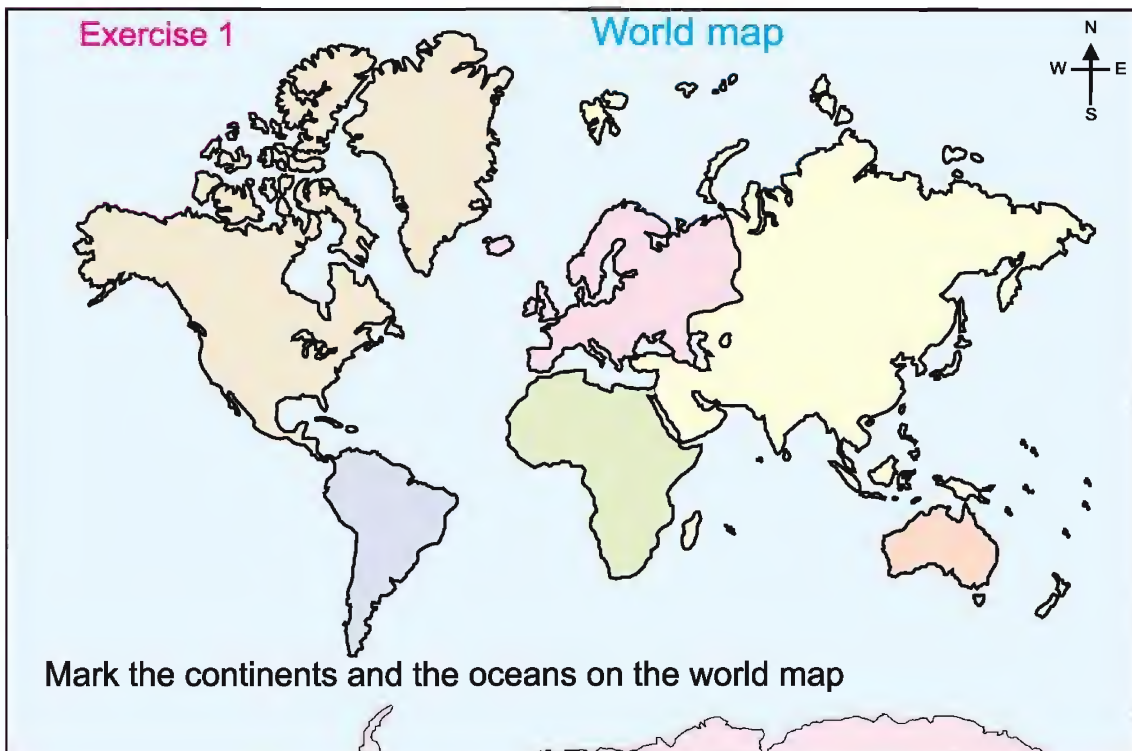 Exercise 1
World map
N
W E
S
Mark the continents and the oceans on the world map